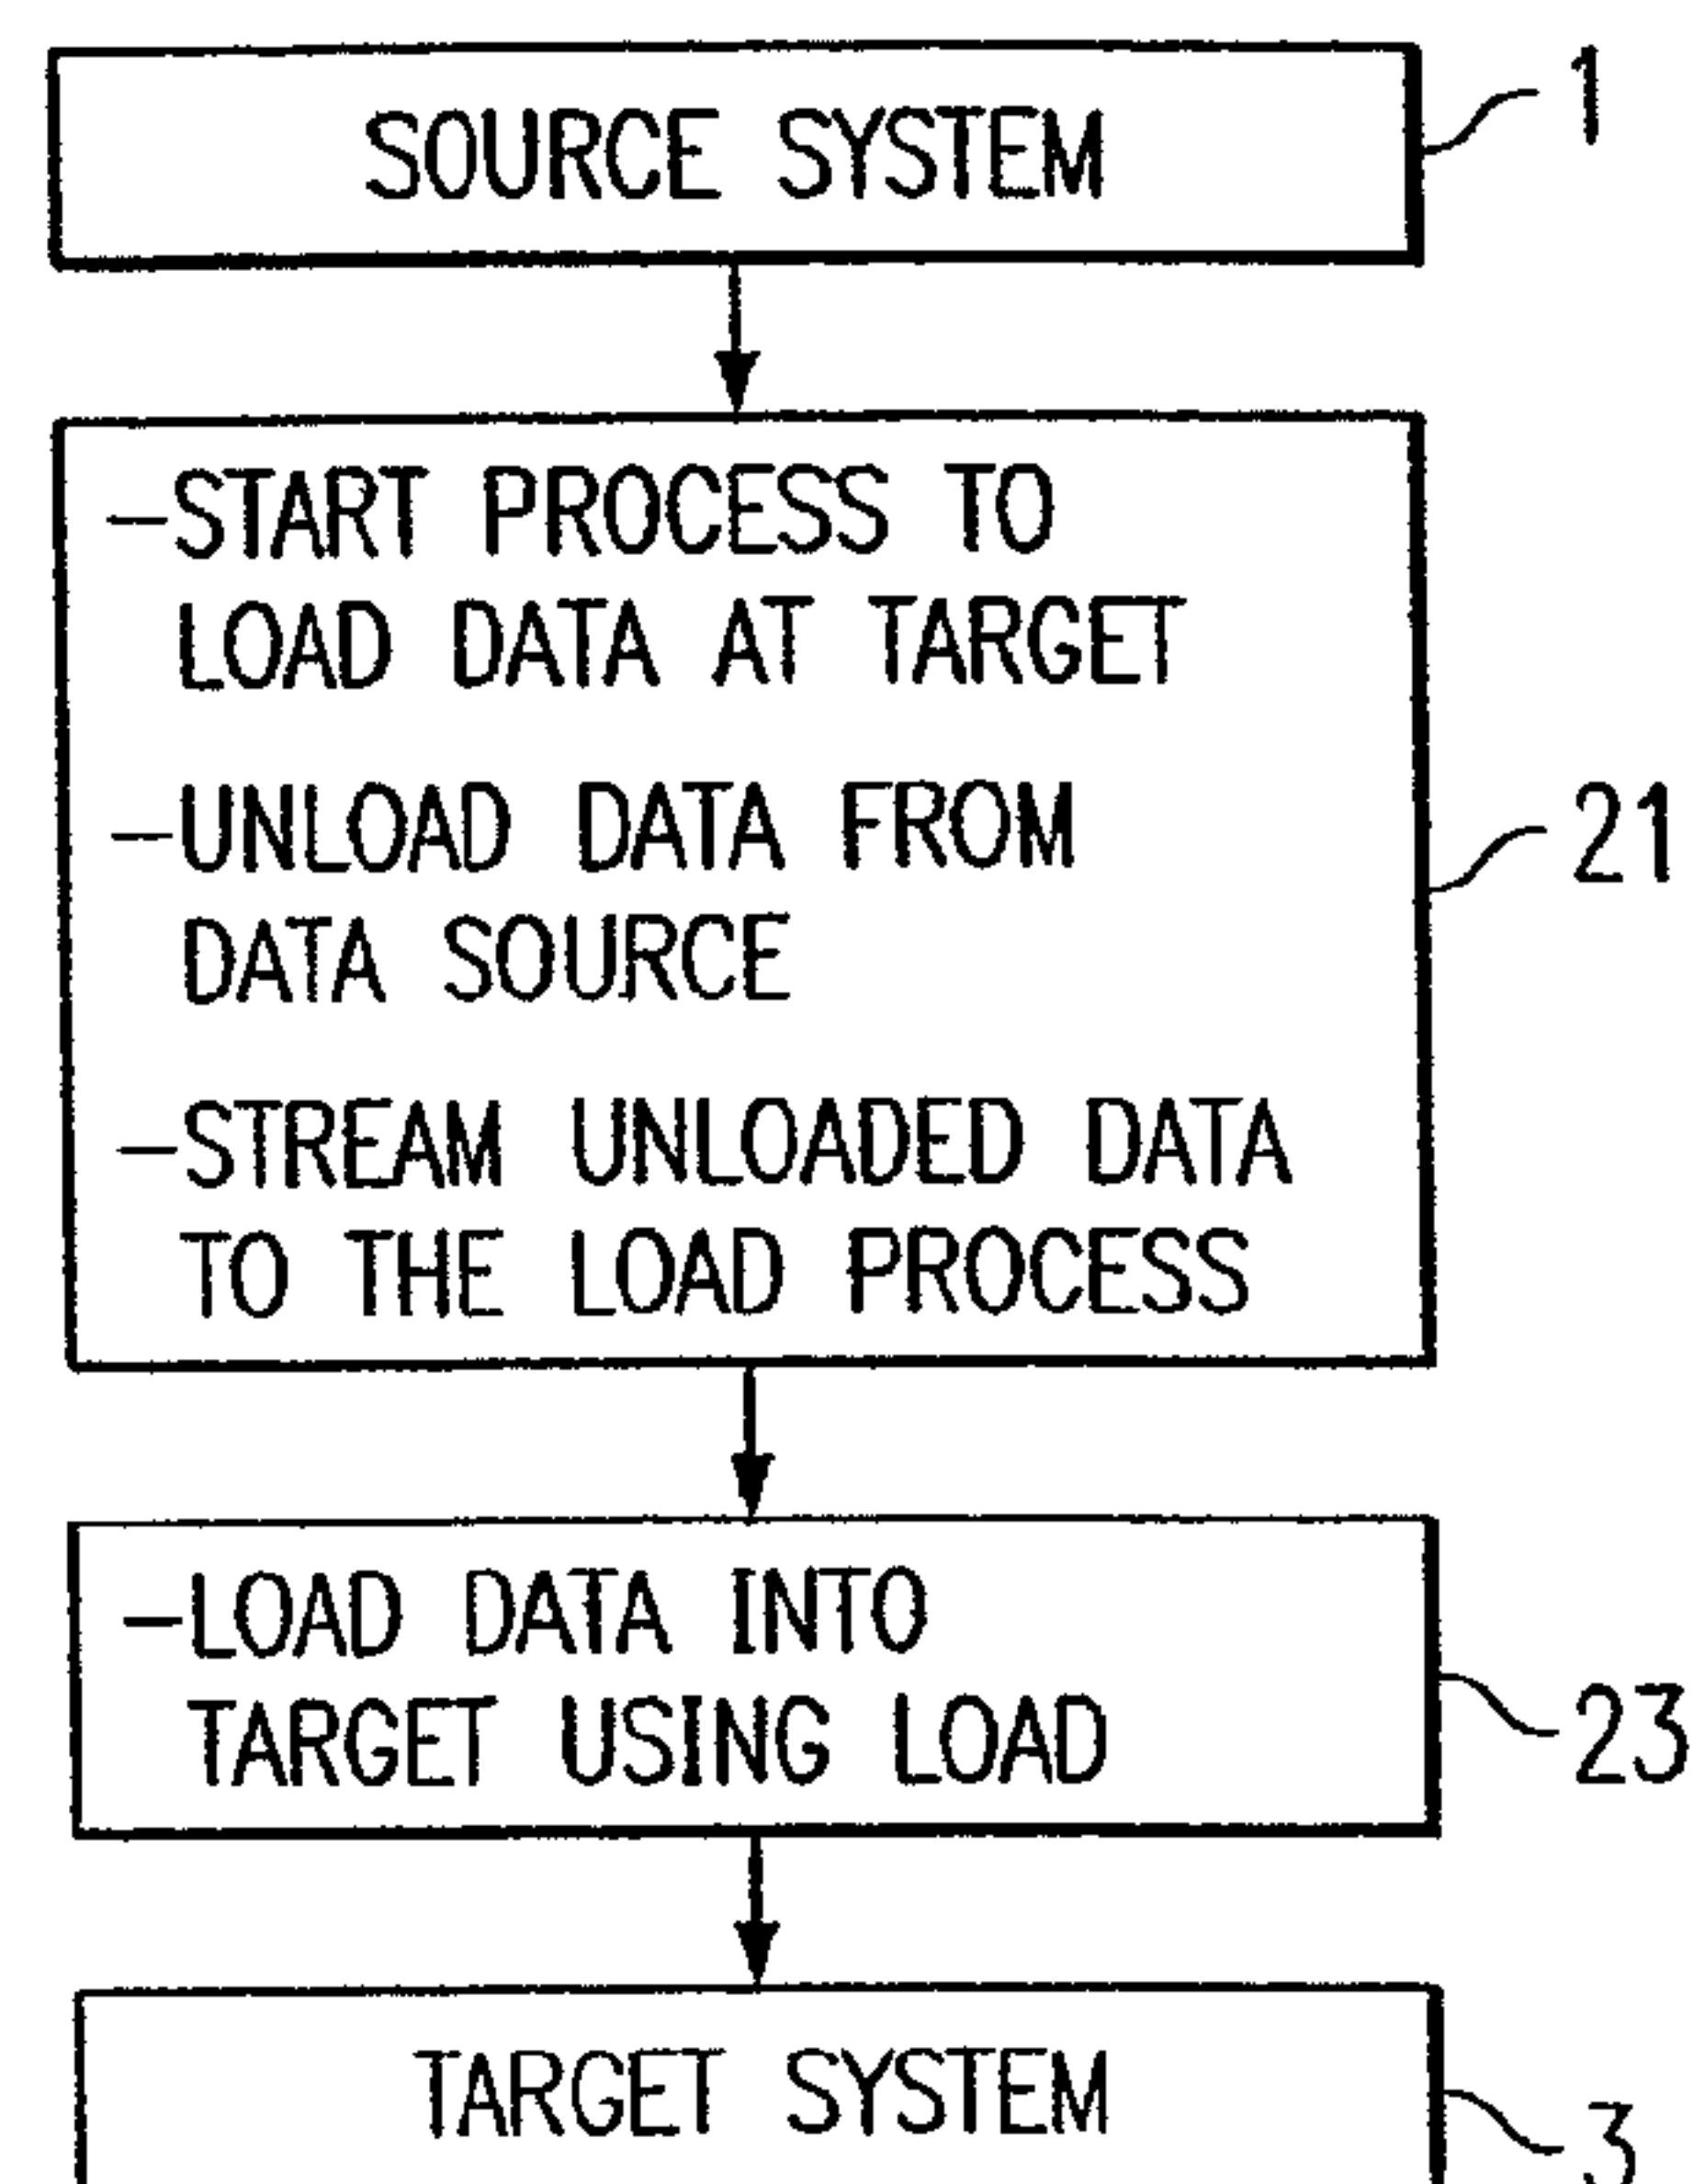 SOURCE SYSTEM
1
–START PROCESS TO
LOAD DATA AT TARGET
–UNLOAD DATA FROM
DATA SOURCE
21
–STREAM UNLOADED DATA
TO THE LOAD PROCESS
–LOAD DATA INTO
TARGET USING LOAD
23
TARGET SYSTEM
3